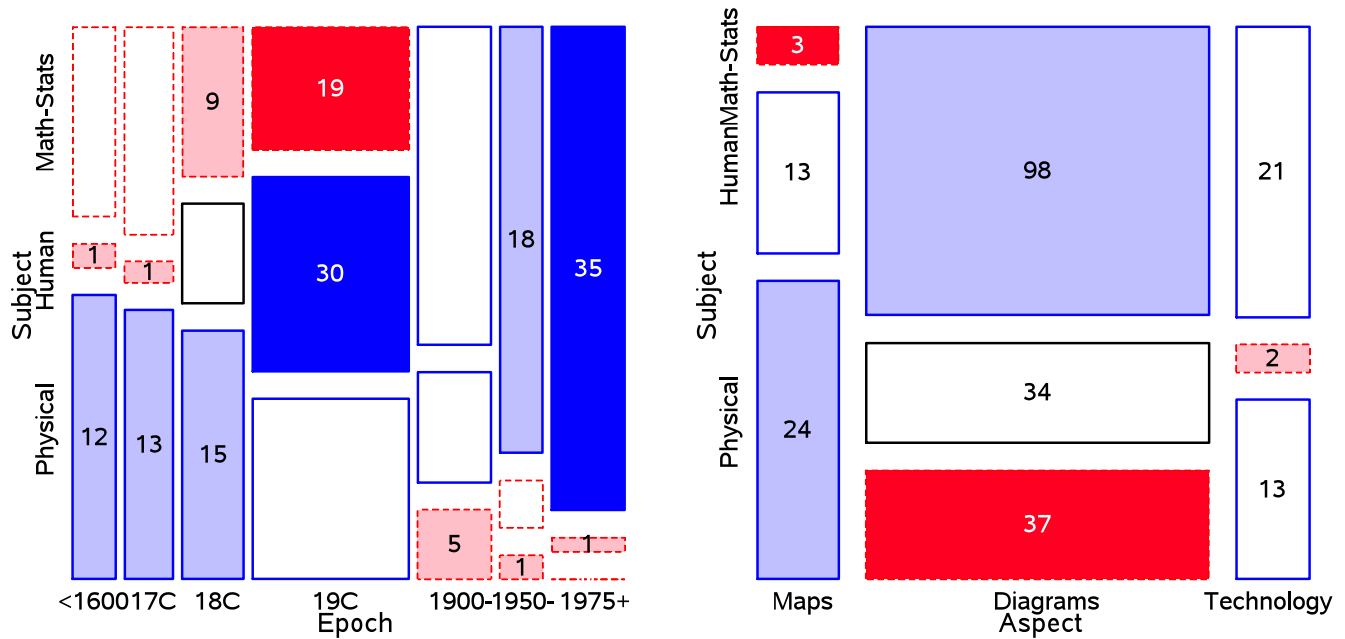 Math-Stats
Human
Physical
Subject
9
19
1
1
30
18
35
12
13
15
5
1
1
<1600 17C 18C 19C 1900- 1950- 1975+
Epoch
Math-Stats
Human
Physical
Subject
3
98
21
13
34
2
24
37
13
Maps Diagrams Technology
Aspect